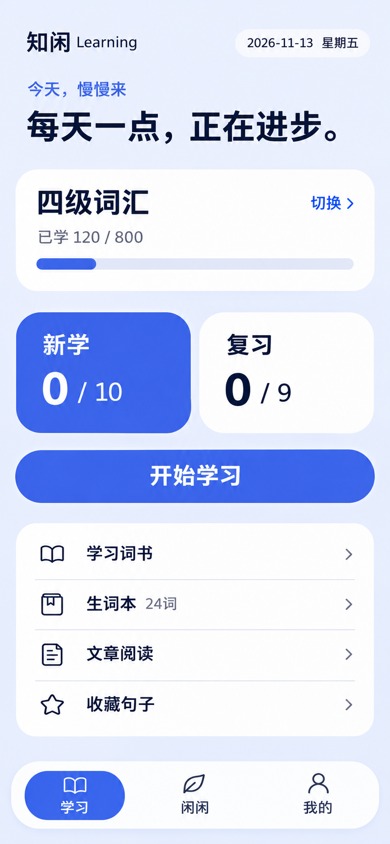 知闲 Learning
2026-11-13 星期五
今天，慢慢来
每天一点，正在进步。
四级词汇
切换
已学 120 / 800
新学
0 / 10
复习
0 / 9
开始学习
学习词书
生词本 24词
文章阅读
收藏句子
学习
闲闲
我的